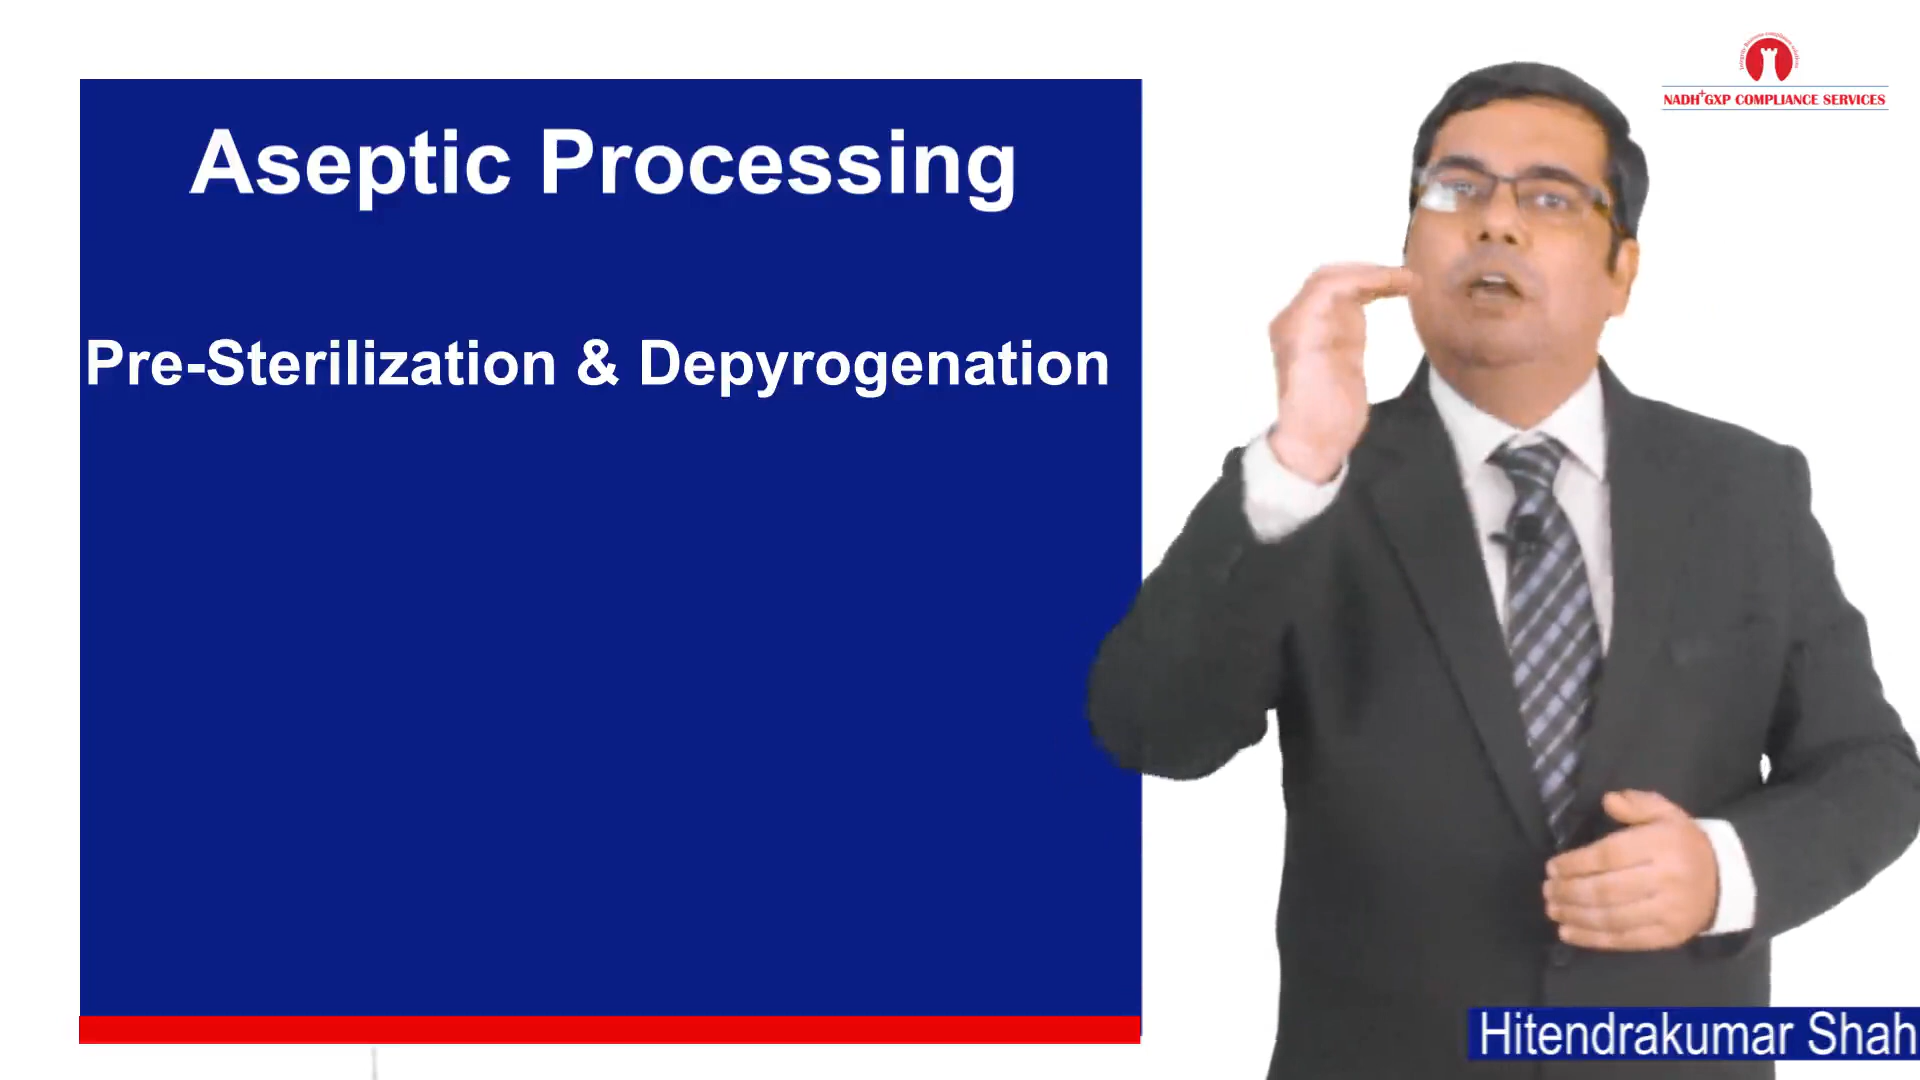 Aseptic Processing
Pre-Sterilization & Depyrogenation
NADH+GXP COMPLIANCE SERVICES
Hitendrakumar Shah